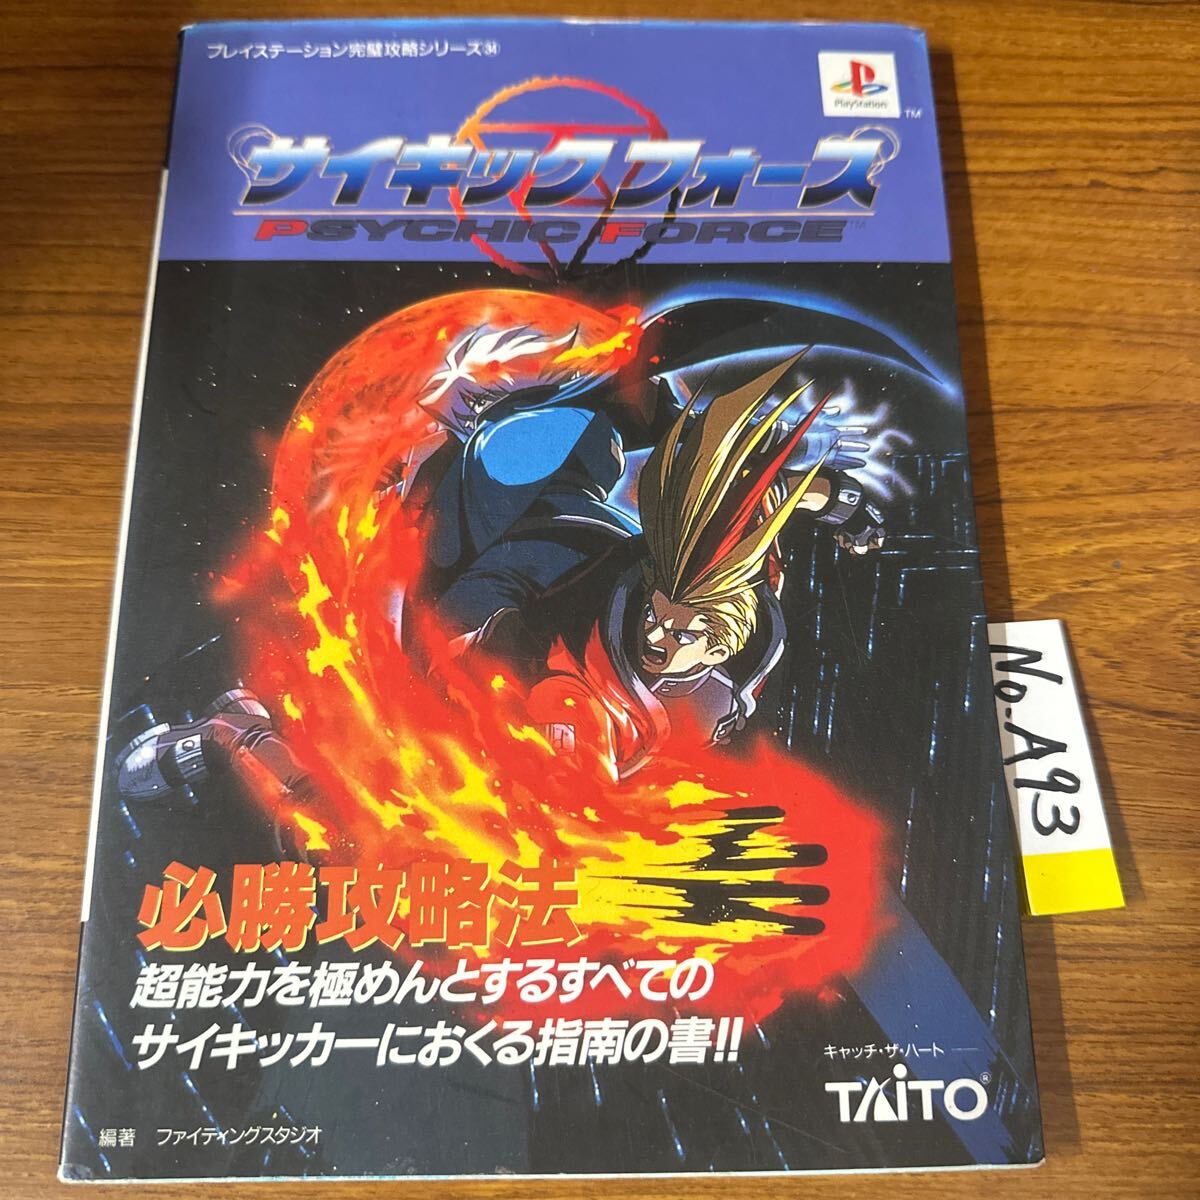 プレイステーション完璧攻略シリーズ㉞
PlayStation
TM
サイキックフォース
PSYCHIC FORCE™
No. A93
必勝攻略法
超能力を極めんとするすべての
サイキッカーにおくる指南の書!!
キャッチ・ザ・ハート
TAITO®
編著 ファイティングスタジオ